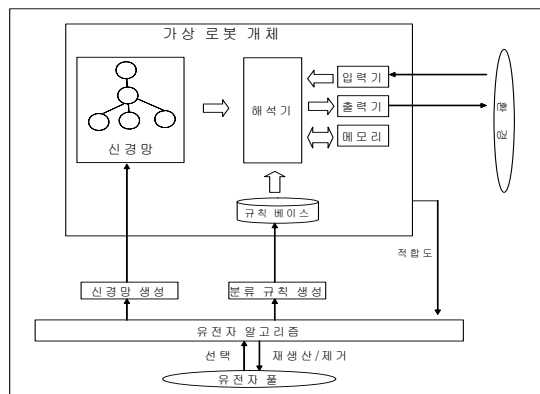 가상 로봇 개체
신경망
해석기
입력기
출력기
메모리
환경
규칙 베이스
적합도
신경망 생성
분류 규칙 생성
유전자 알고리즘
선택
재생산/제거
유전자 풀